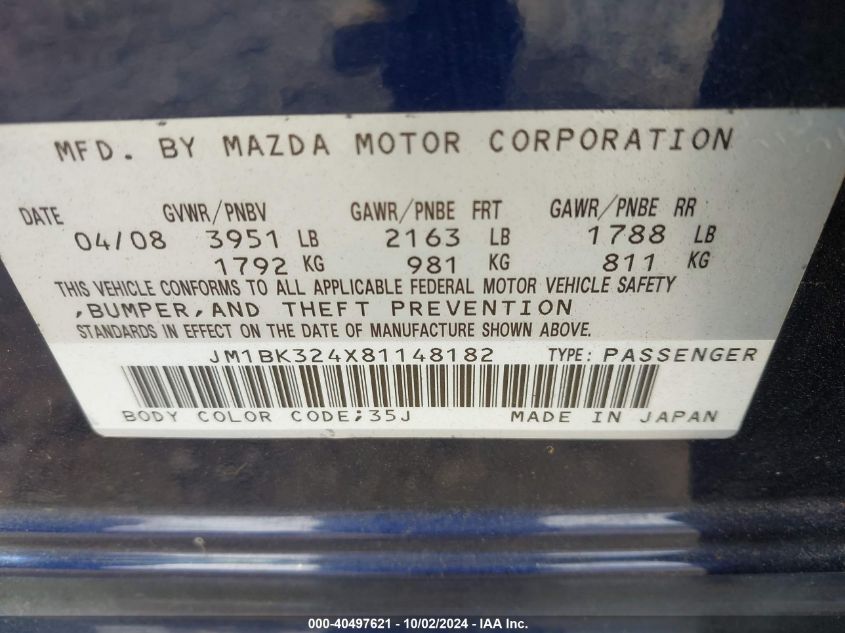 MFD. BY MAZDA MOTOR CORPORATION
DATE GVWR/PNBV GAWR/PNBE FRT GAWR/PNBE RR
04/08 3951 LB 2163 LB 1788 LB
1792 KG 981 KG 811 KG
THIS VEHICLE CONFORMS TO ALL APPLICABLE FEDERAL MOTOR VEHICLE SAFETY
,BUMPER,AND THEFT PREVENTION
STANDARDS IN EFFECT ON THE DATE OF MANUFACTURE SHOWN ABOVE.
JM1BK324X81148182 TYPE: PASSENGER
BODY COLOR CODE;35J MADE IN JAPAN
000-40497621 - 10/02/2024 - IAA Inc.